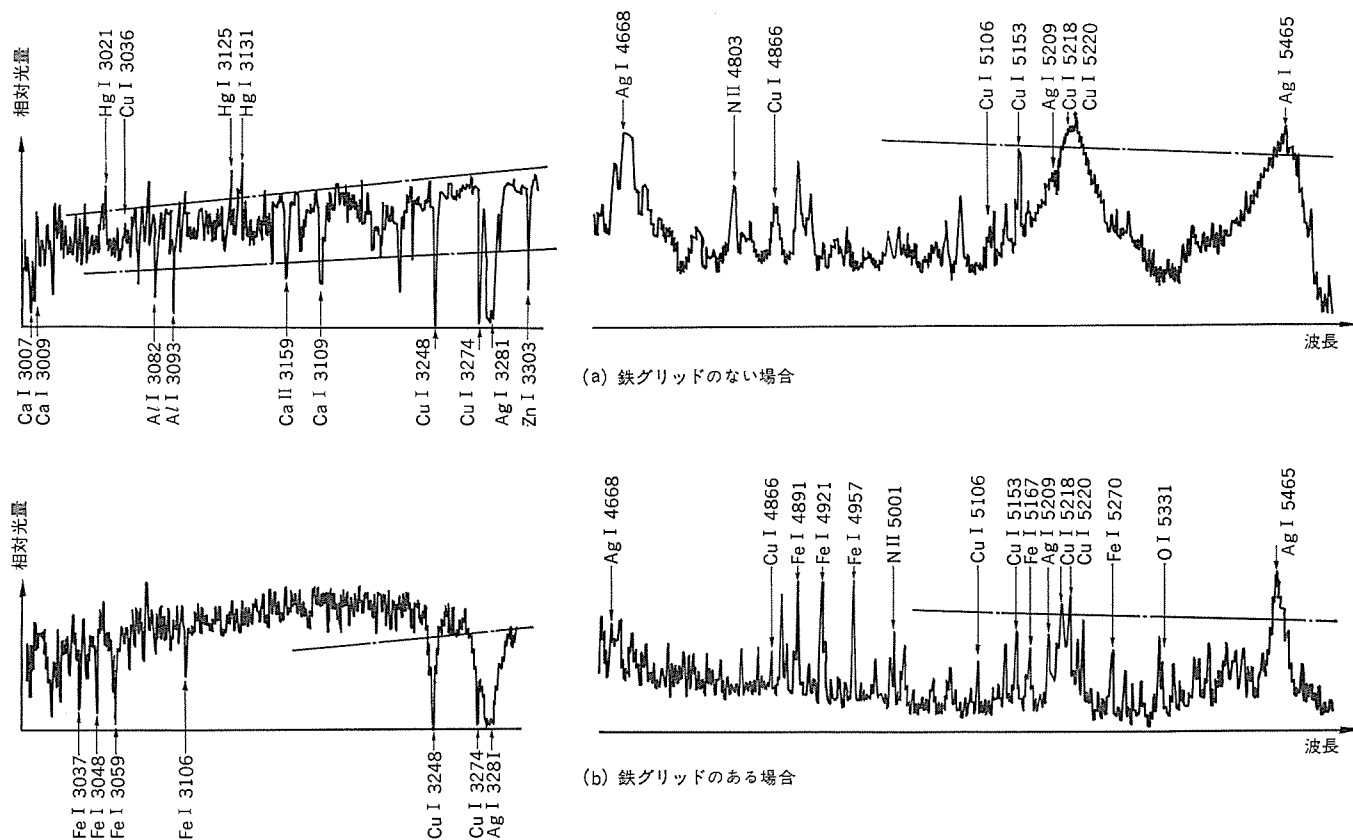 相対光量
Hg I 3021
Cu I 3036
Hg I 3125
Hg I 3131
Ca I 3007
Ca I 3009
Al I 3082
Al I 3093
Ca II 3159
Ca I 3109
Cu I 3248
Cu I 3274
Ag I 3281
Zn I 3303
Ag I 4668
N II 4803
Cu I 4866
Cu I 5106
Cu I 5153
Ag I 5209
Cu I 5218
Cu I 5220
Ag I 5465
波長
(a) 鉄グリッドのない場合
相対光量
Fe I 3037
Fe I 3048
Fe I 3059
Fe I 3106
Cu I 3248
Cu I 3274
Ag I 3281
Ag I 4668
Cu I 4866
Fe I 4891
Fe I 4921
Fe I 4957
N II 5001
Cu I 5106
Cu I 5153
Fe I 5167
Ag I 5209
Cu I 5218
Cu I 5220
Fe I 5270
O I 5331
Ag I 5465
波長
(b) 鉄グリッドのある場合